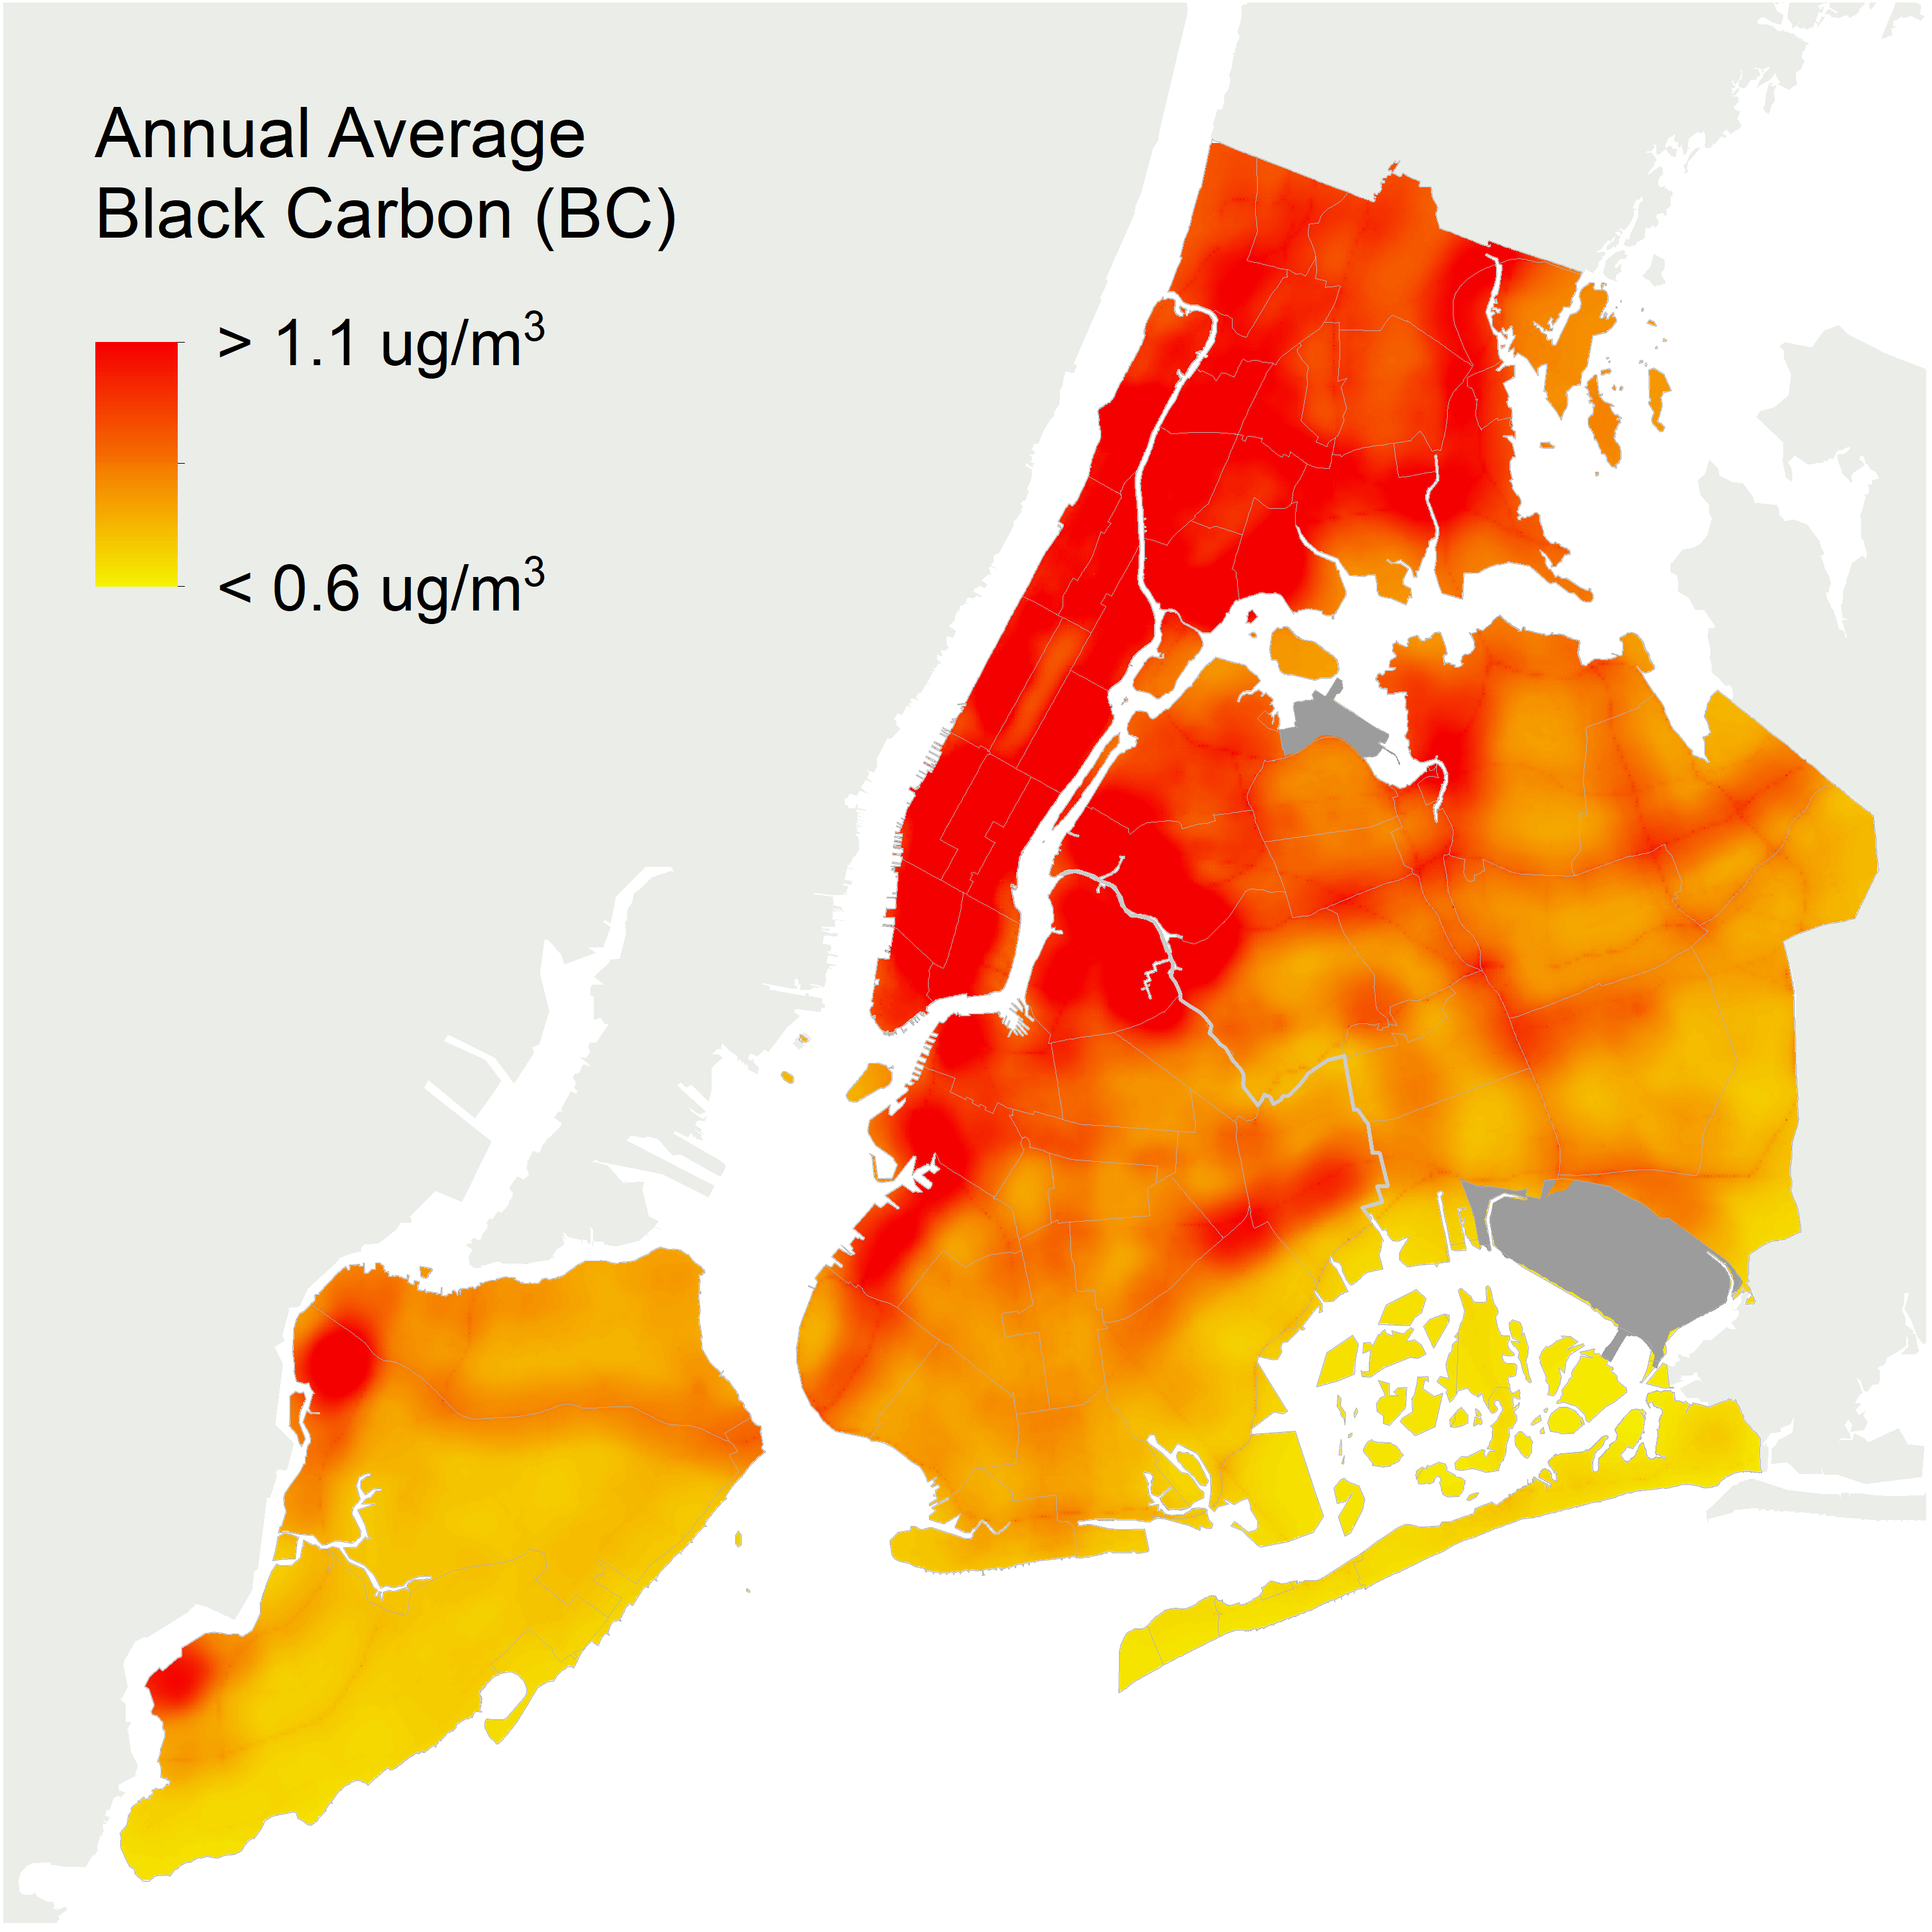 Annual Average
Black Carbon (BC)
> 1.1 ug/m³
< 0.6 ug/m³